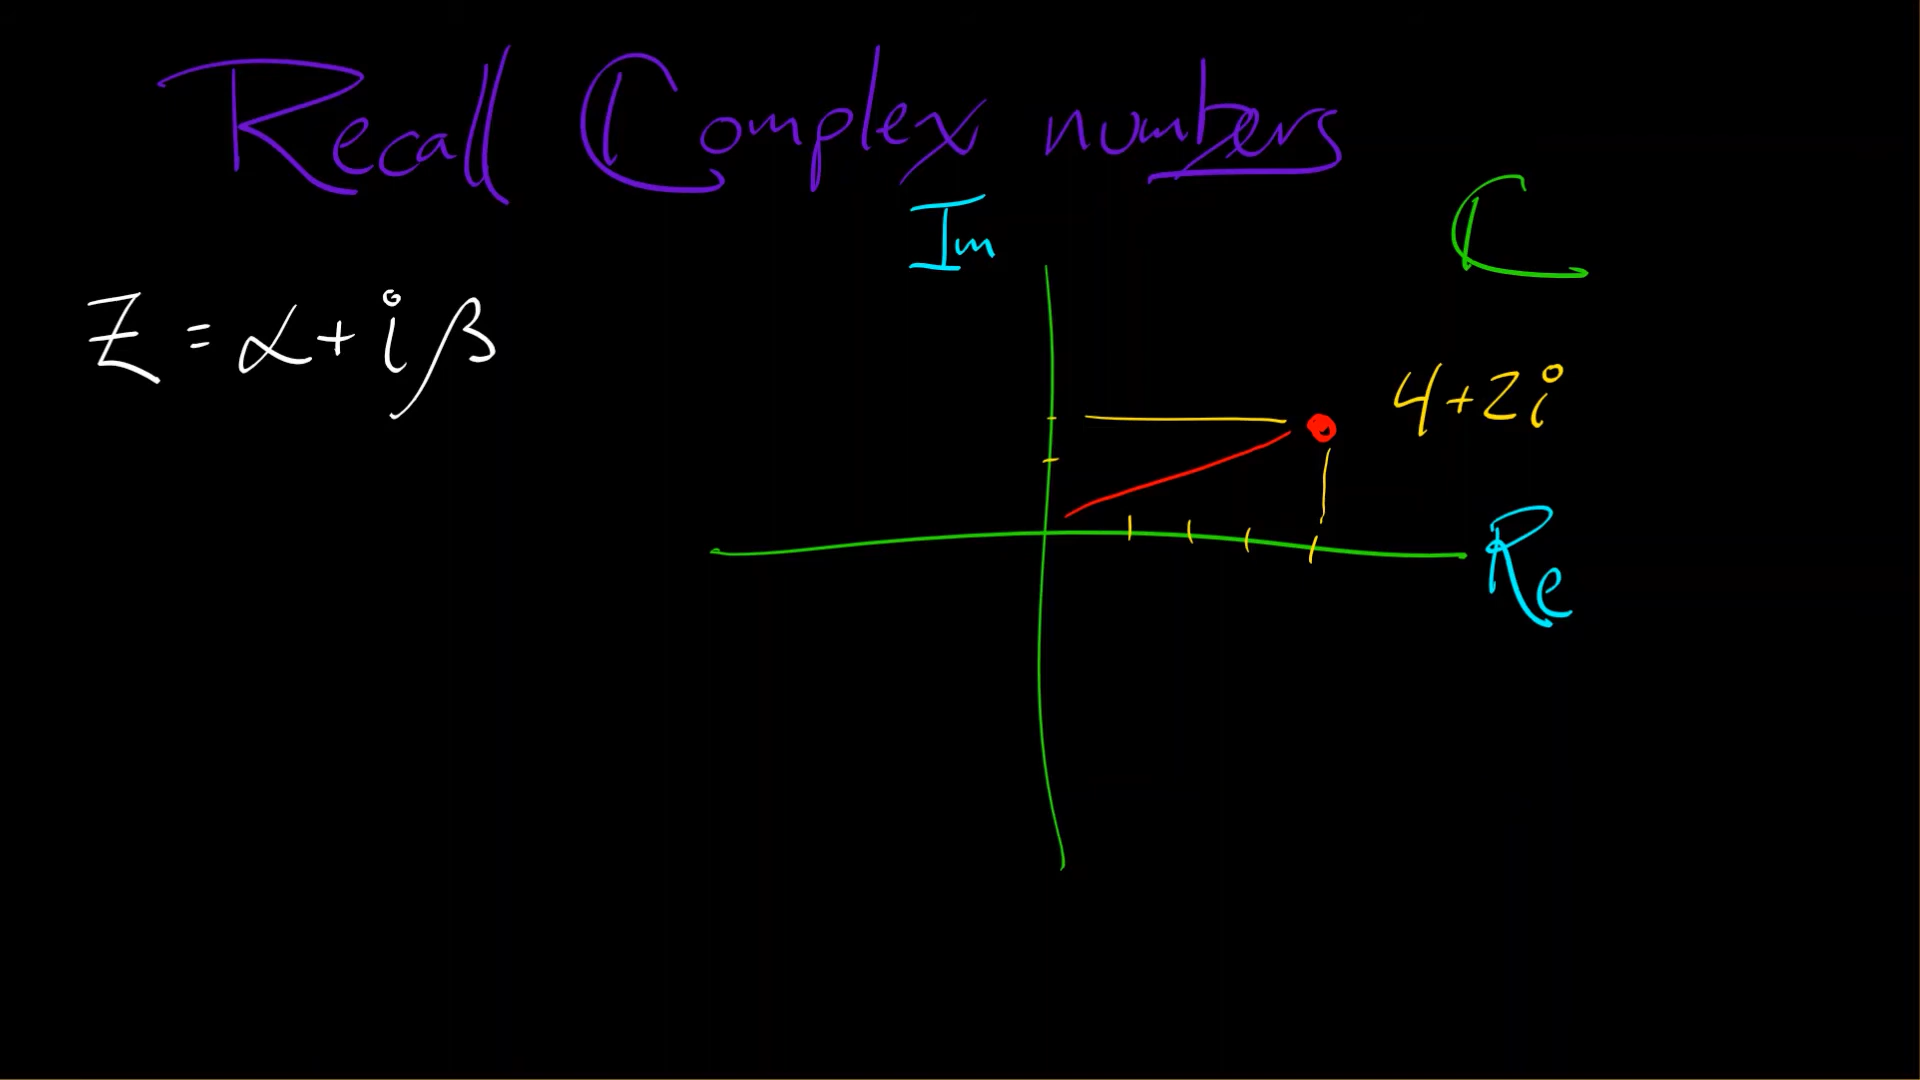 Recall Complex numbers
Im
ℂ
Z = α + iβ
4+2i
Re